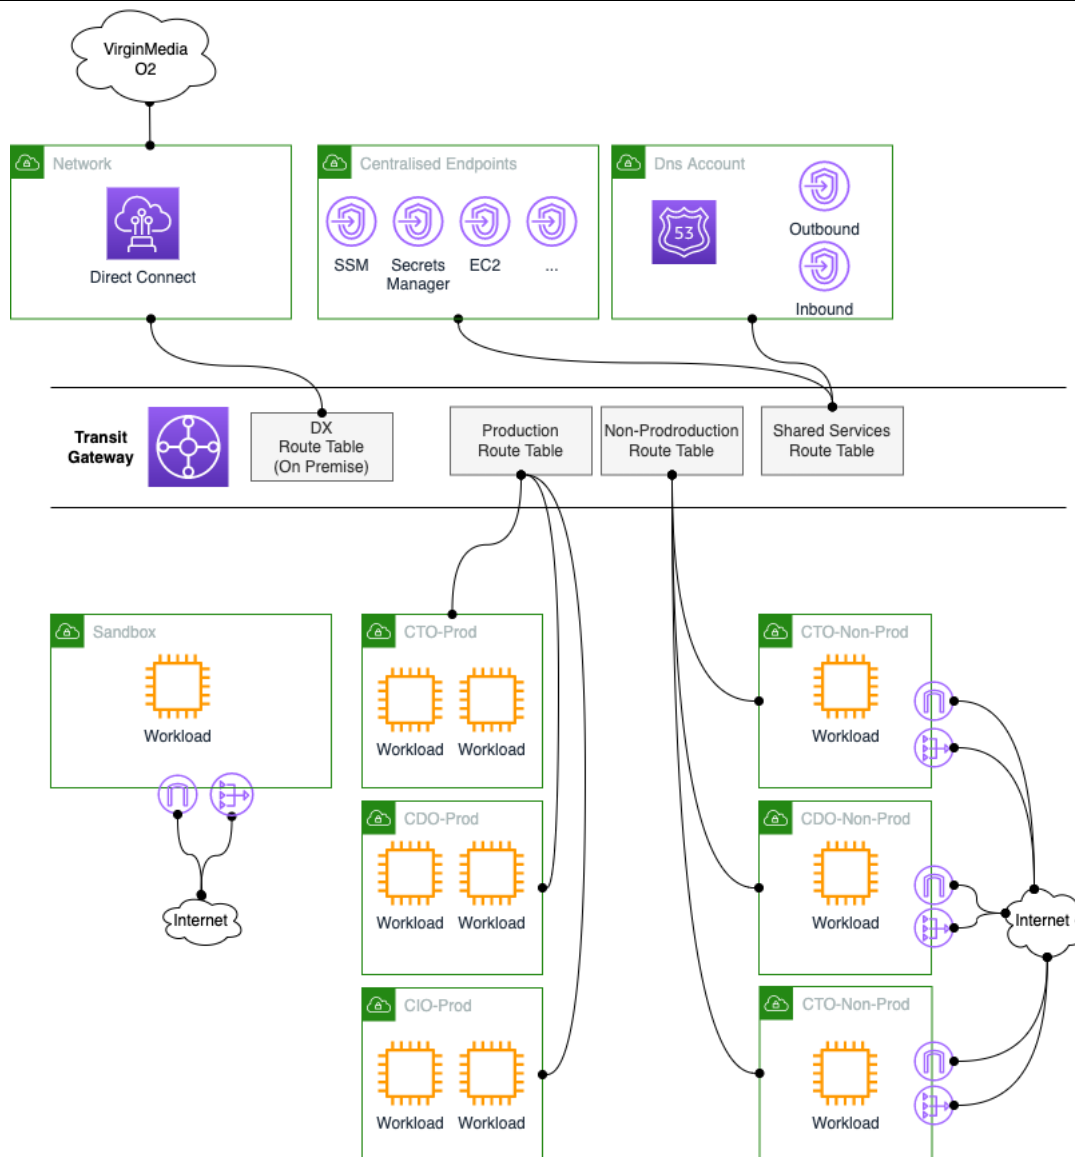 VirginMedia
O2
Network
Centralised Endpoints
Dns Account
Direct Connect
SSM
Secrets
Manager
EC2
...
53
Outbound
Inbound
Transit
Gateway
DX
Route Table
(On Premise)
Production
Route Table
Non-Prodroduction
Route Table
Shared Services
Route Table
Sandbox
Workload
Internet
CTO-Prod
Workload
Workload
CDO-Prod
Workload
Workload
CIO-Prod
Workload
Workload
CTO-Non-Prod
Workload
CDO-Non-Prod
Workload
CTO-Non-Prod
Workload
Internet